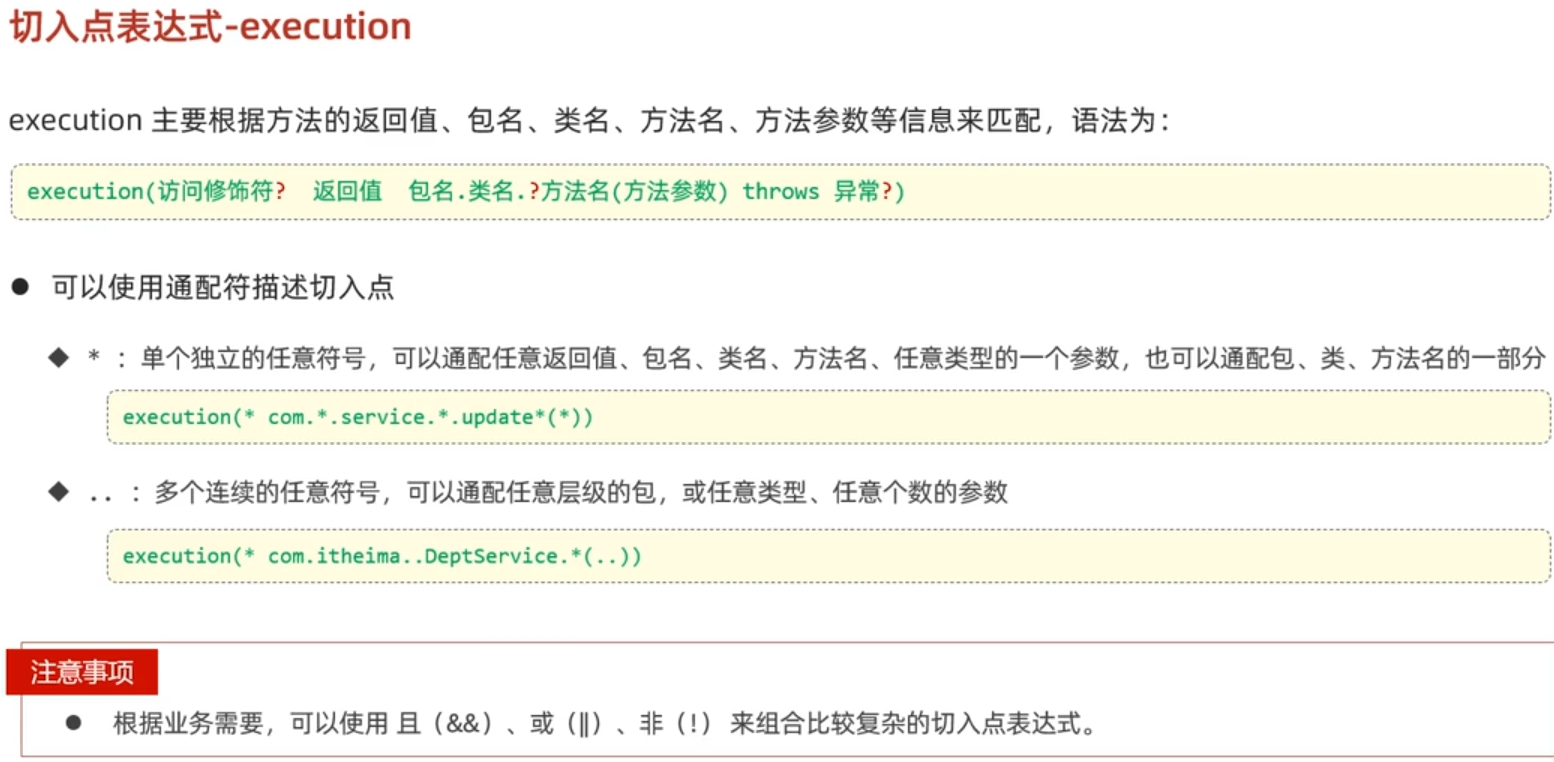 切入点表达式-execution
execution 主要根据方法的返回值、包名、类名、方法名、方法参数等信息来匹配，语法为：
execution(访问修饰符? 返回值 包名.类名.?方法名(方法参数) throws 异常?)
● 可以使用通配符描述切入点
◆ * ：单个独立的任意符号，可以通配任意返回值、包名、类名、方法名、任意类型的一个参数，也可以通配包、类、方法名的一部分
execution(* com.*.service.*.update*(*))
◆ .. ：多个连续的任意符号，可以通配任意层级的包，或任意类型、任意个数的参数
execution(* com.itheima..DeptService.*(..))
注意事项
● 根据业务需要，可以使用 且（&&）、或（||）、非（!） 来组合比较复杂的切入点表达式。